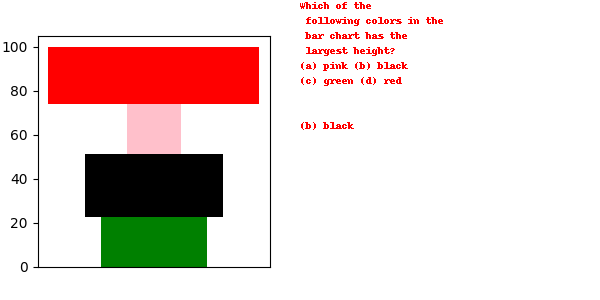 100
80
60
40
20
0
Which of the
following colors in the
bar chart has the
largest height?
(a) pink (b) black
(c) green (d) red
(b) black